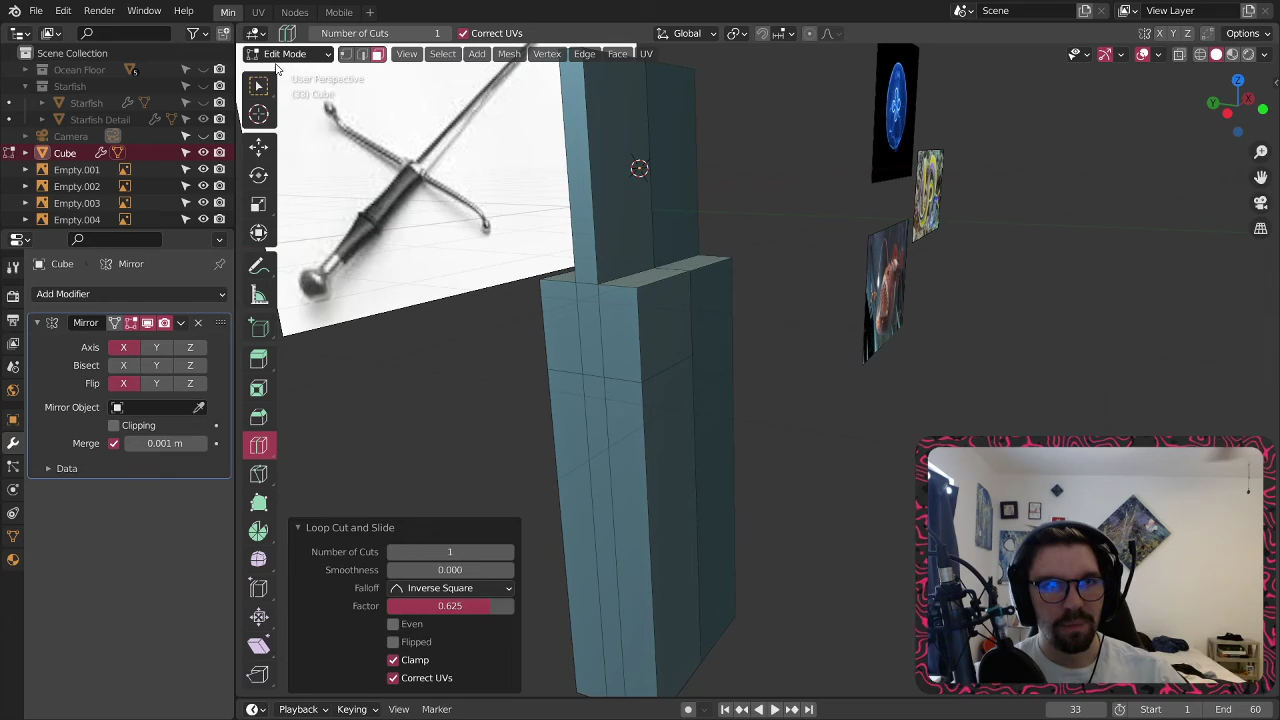 File Edit Render Window Help Min UV Nodes Mobile Scene View Layer
Number of Cuts 1 Correct UVs Global X Y Z Options
Edit Mode View Select Add Mesh Vertex Edge Face UV
User Perspective
(33) Cube
Scene Collection
Ocean Floor 5
Starfish
Starfish
Starfish Detail
Camera
Cube
Empty.001
Empty.002
Empty.003
Empty.004
Cube Mirror
Add Modifier
Mirror
Axis X Y Z
Bisect X Y Z
Flip X Y Z
Mirror Object
Clipping
Merge 0.001 m
Data
Z
Y
X
Loop Cut and Slide
Number of Cuts 1
Smoothness 0.000
Falloff Inverse Square
Factor 0.625
Even
Flipped
Clamp
Correct UVs
Playback Keying View Marker 33 Start 1 End 60